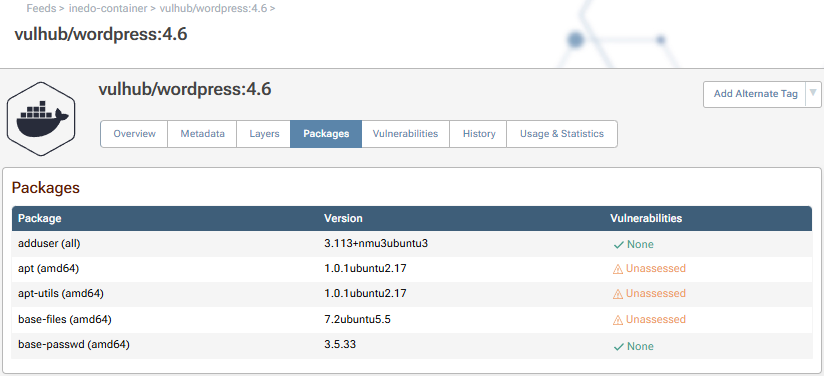 Feeds > inedo-container > vulhub/wordpress:4.6 >
vulhub/wordpress:4.6
vulhub/wordpress:4.6
Add Alternate Tag
Overview Metadata Layers Packages Vulnerabilities History Usage & Statistics
Packages
Package Version Vulnerabilities
adduser (all) 3.113+nmu3ubuntu3 None
apt (amd64) 1.0.1ubuntu2.17 Unassessed
apt-utils (amd64) 1.0.1ubuntu2.17 Unassessed
base-files (amd64) 7.2ubuntu5.5 Unassessed
base-passwd (amd64) 3.5.33 None